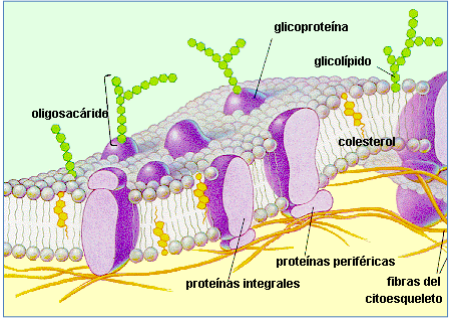 glicoproteína
glicolípido
oligosacárido
colesterol
proteínas periféricas
proteínas integrales
fibras del
citoesqueleto